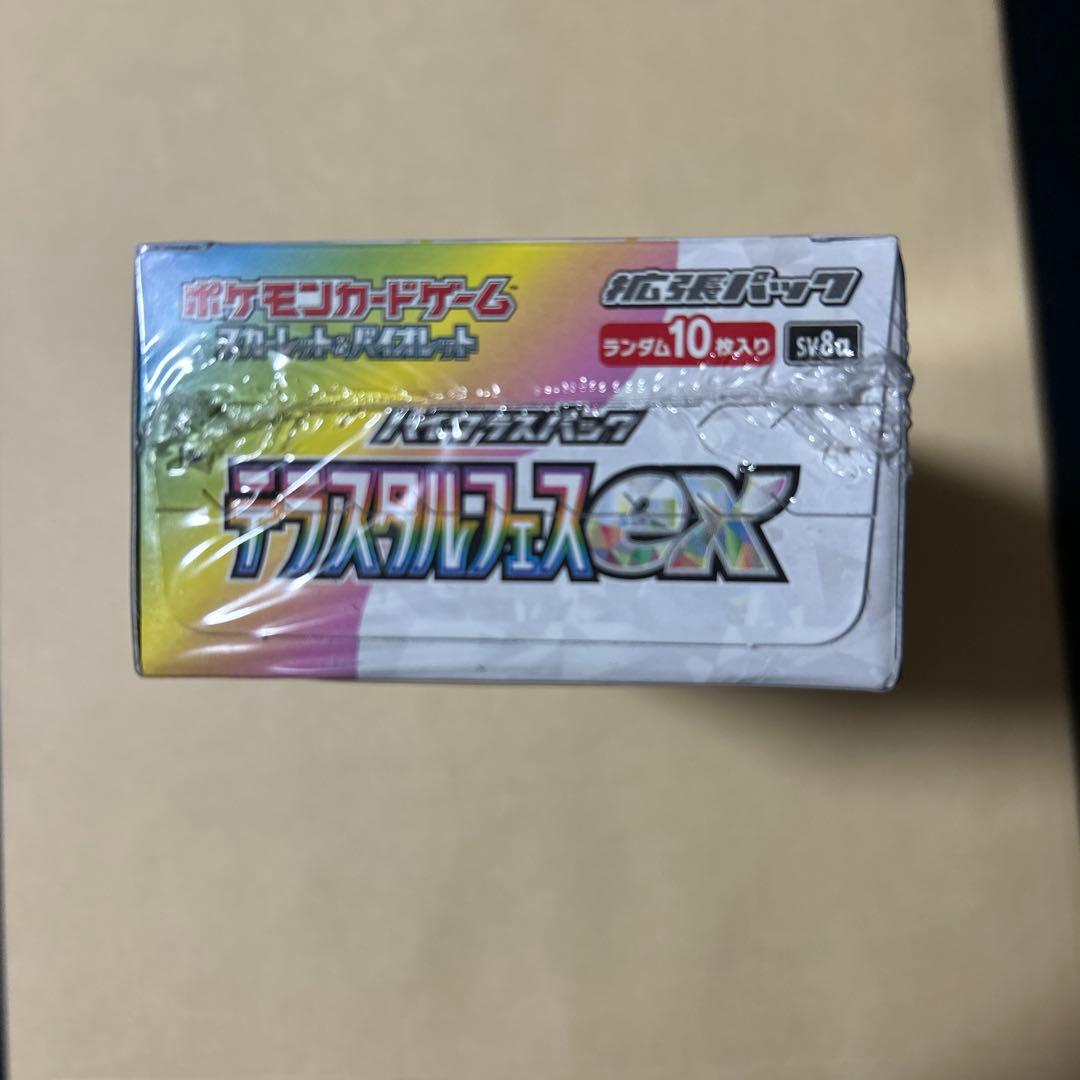 ポケモンカードゲーム™
スカーレット&バイオレット
拡張パック
ランダム10枚入り SV8a
ハイクラスパック
テラスタルフェスex